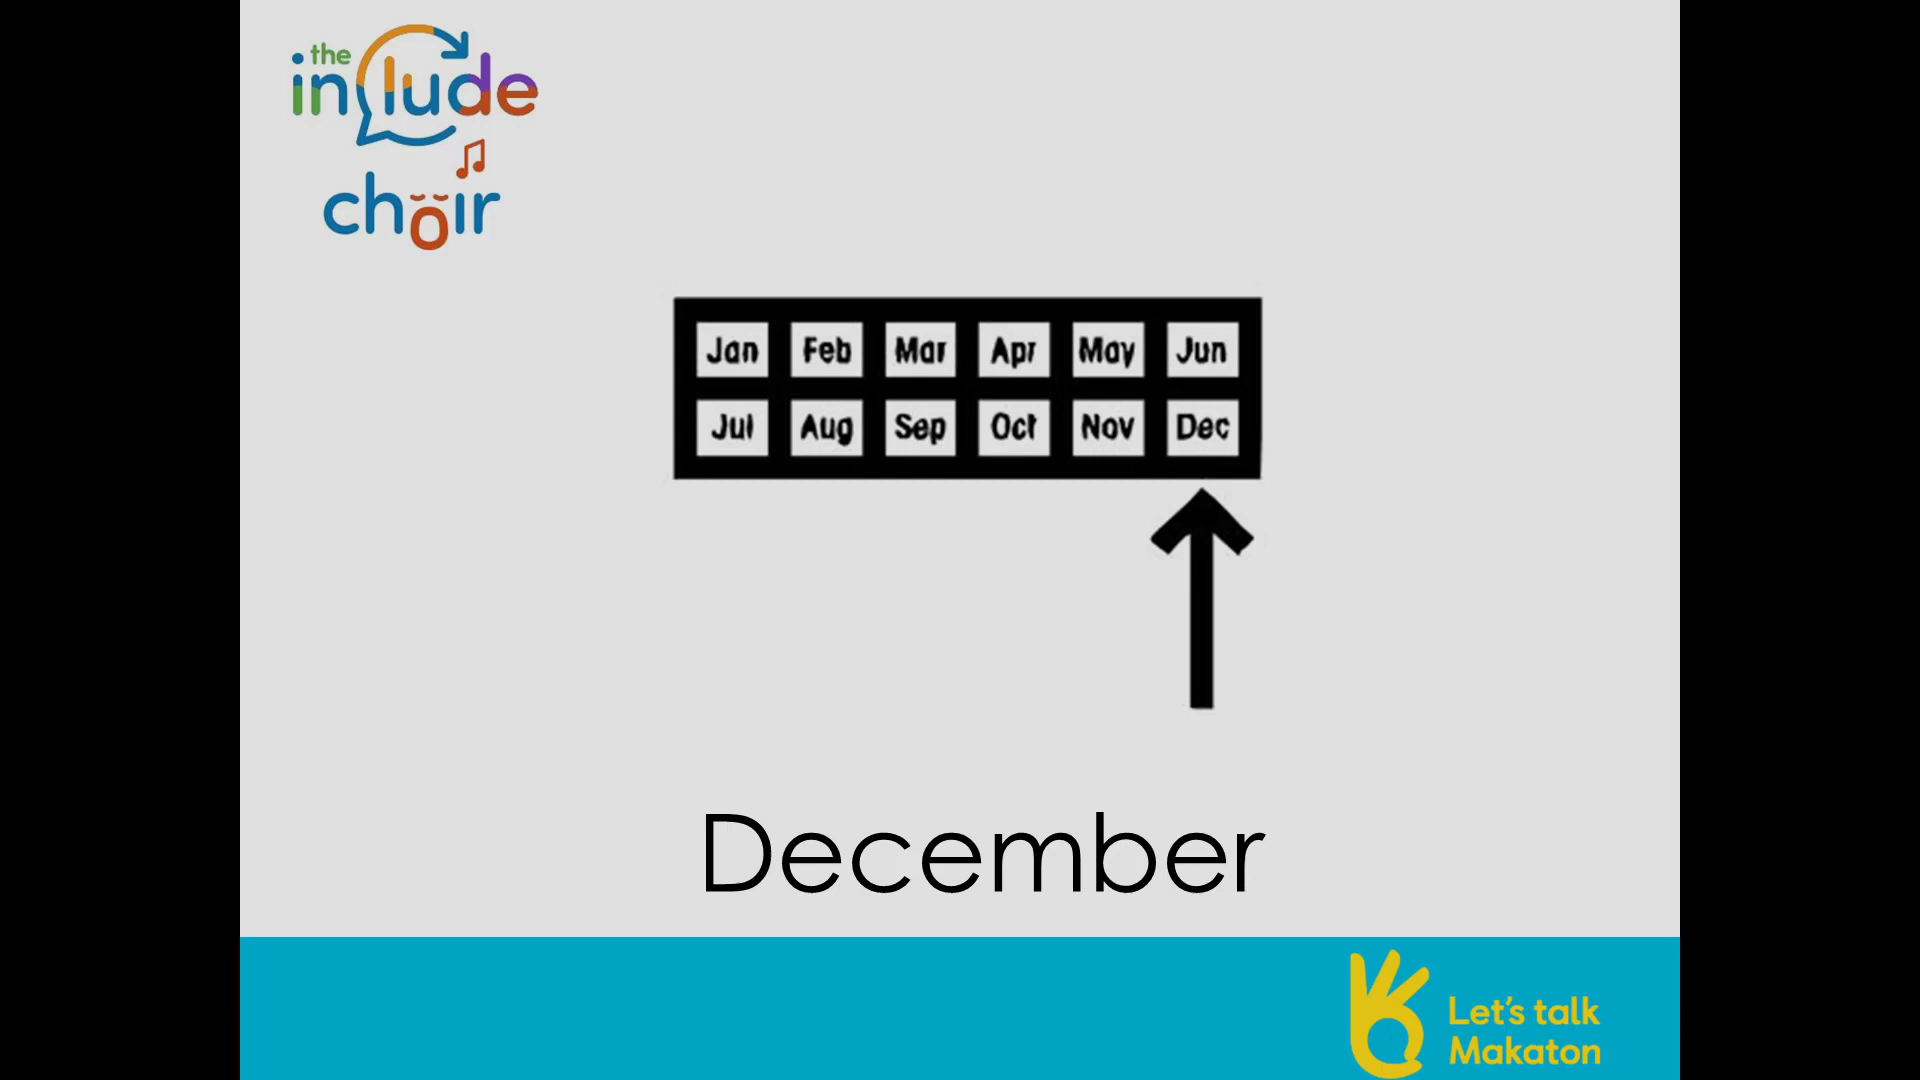 the
include
choir
Jan Feb Mar Apr May Jun
Jul Aug Sep Oct Nov Dec
December
Let's talk
Makaton